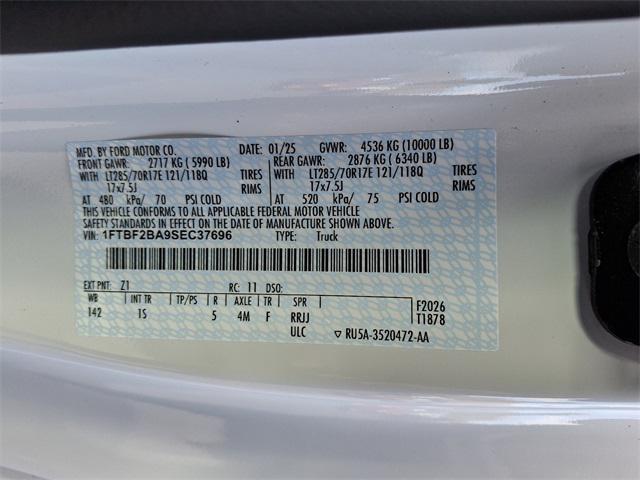 MFD. BY FORD MOTOR CO. DATE: 01/25 GVWR: 4536 KG (10000 LB)
FRONT GAWR: 2717 KG ( 5990 LB) REAR GAWR: 2876 KG ( 6340 LB)
WITH LT285/70R17E 121/118Q TIRES WITH LT285/70R17E 121/118Q TIRES
17x7.5J RIMS 17x7.5J RIMS
AT 480 kPa/ 70 PSI COLD AT 520 kPa/ 75 PSI COLD
THIS VEHICLE CONFORMS TO ALL APPLICABLE FEDERAL MOTOR VEHICLE
SAFETY STANDARDS IN EFFECT ON THE DATE OF MANUFACTURE SHOWN ABOVE.
VIN: 1FTBF2BA9SEC37696 TYPE: Truck
EXT PNT: Z1 RC: 11 DSO:
WB INT TR TP/PS R AXLE TR SPR F2026
142 1S 5 4M F RRJJ T1878
ULC RU5A-3520472-AA